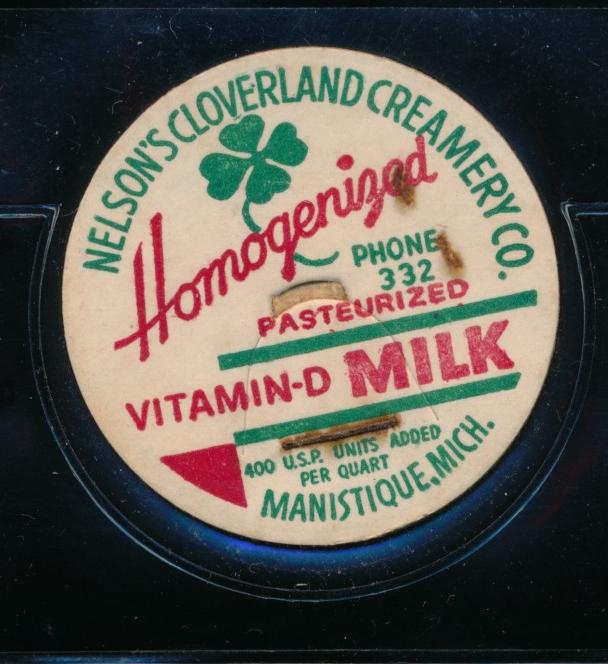 NELSON'S CLOVERLAND CREAMERY CO.
Homogenized
PHONE
332
PASTEURIZED
VITAMIN-D MILK
400 U.S.P. UNITS ADDED
PER QUART
MANISTIQUE, MICH.